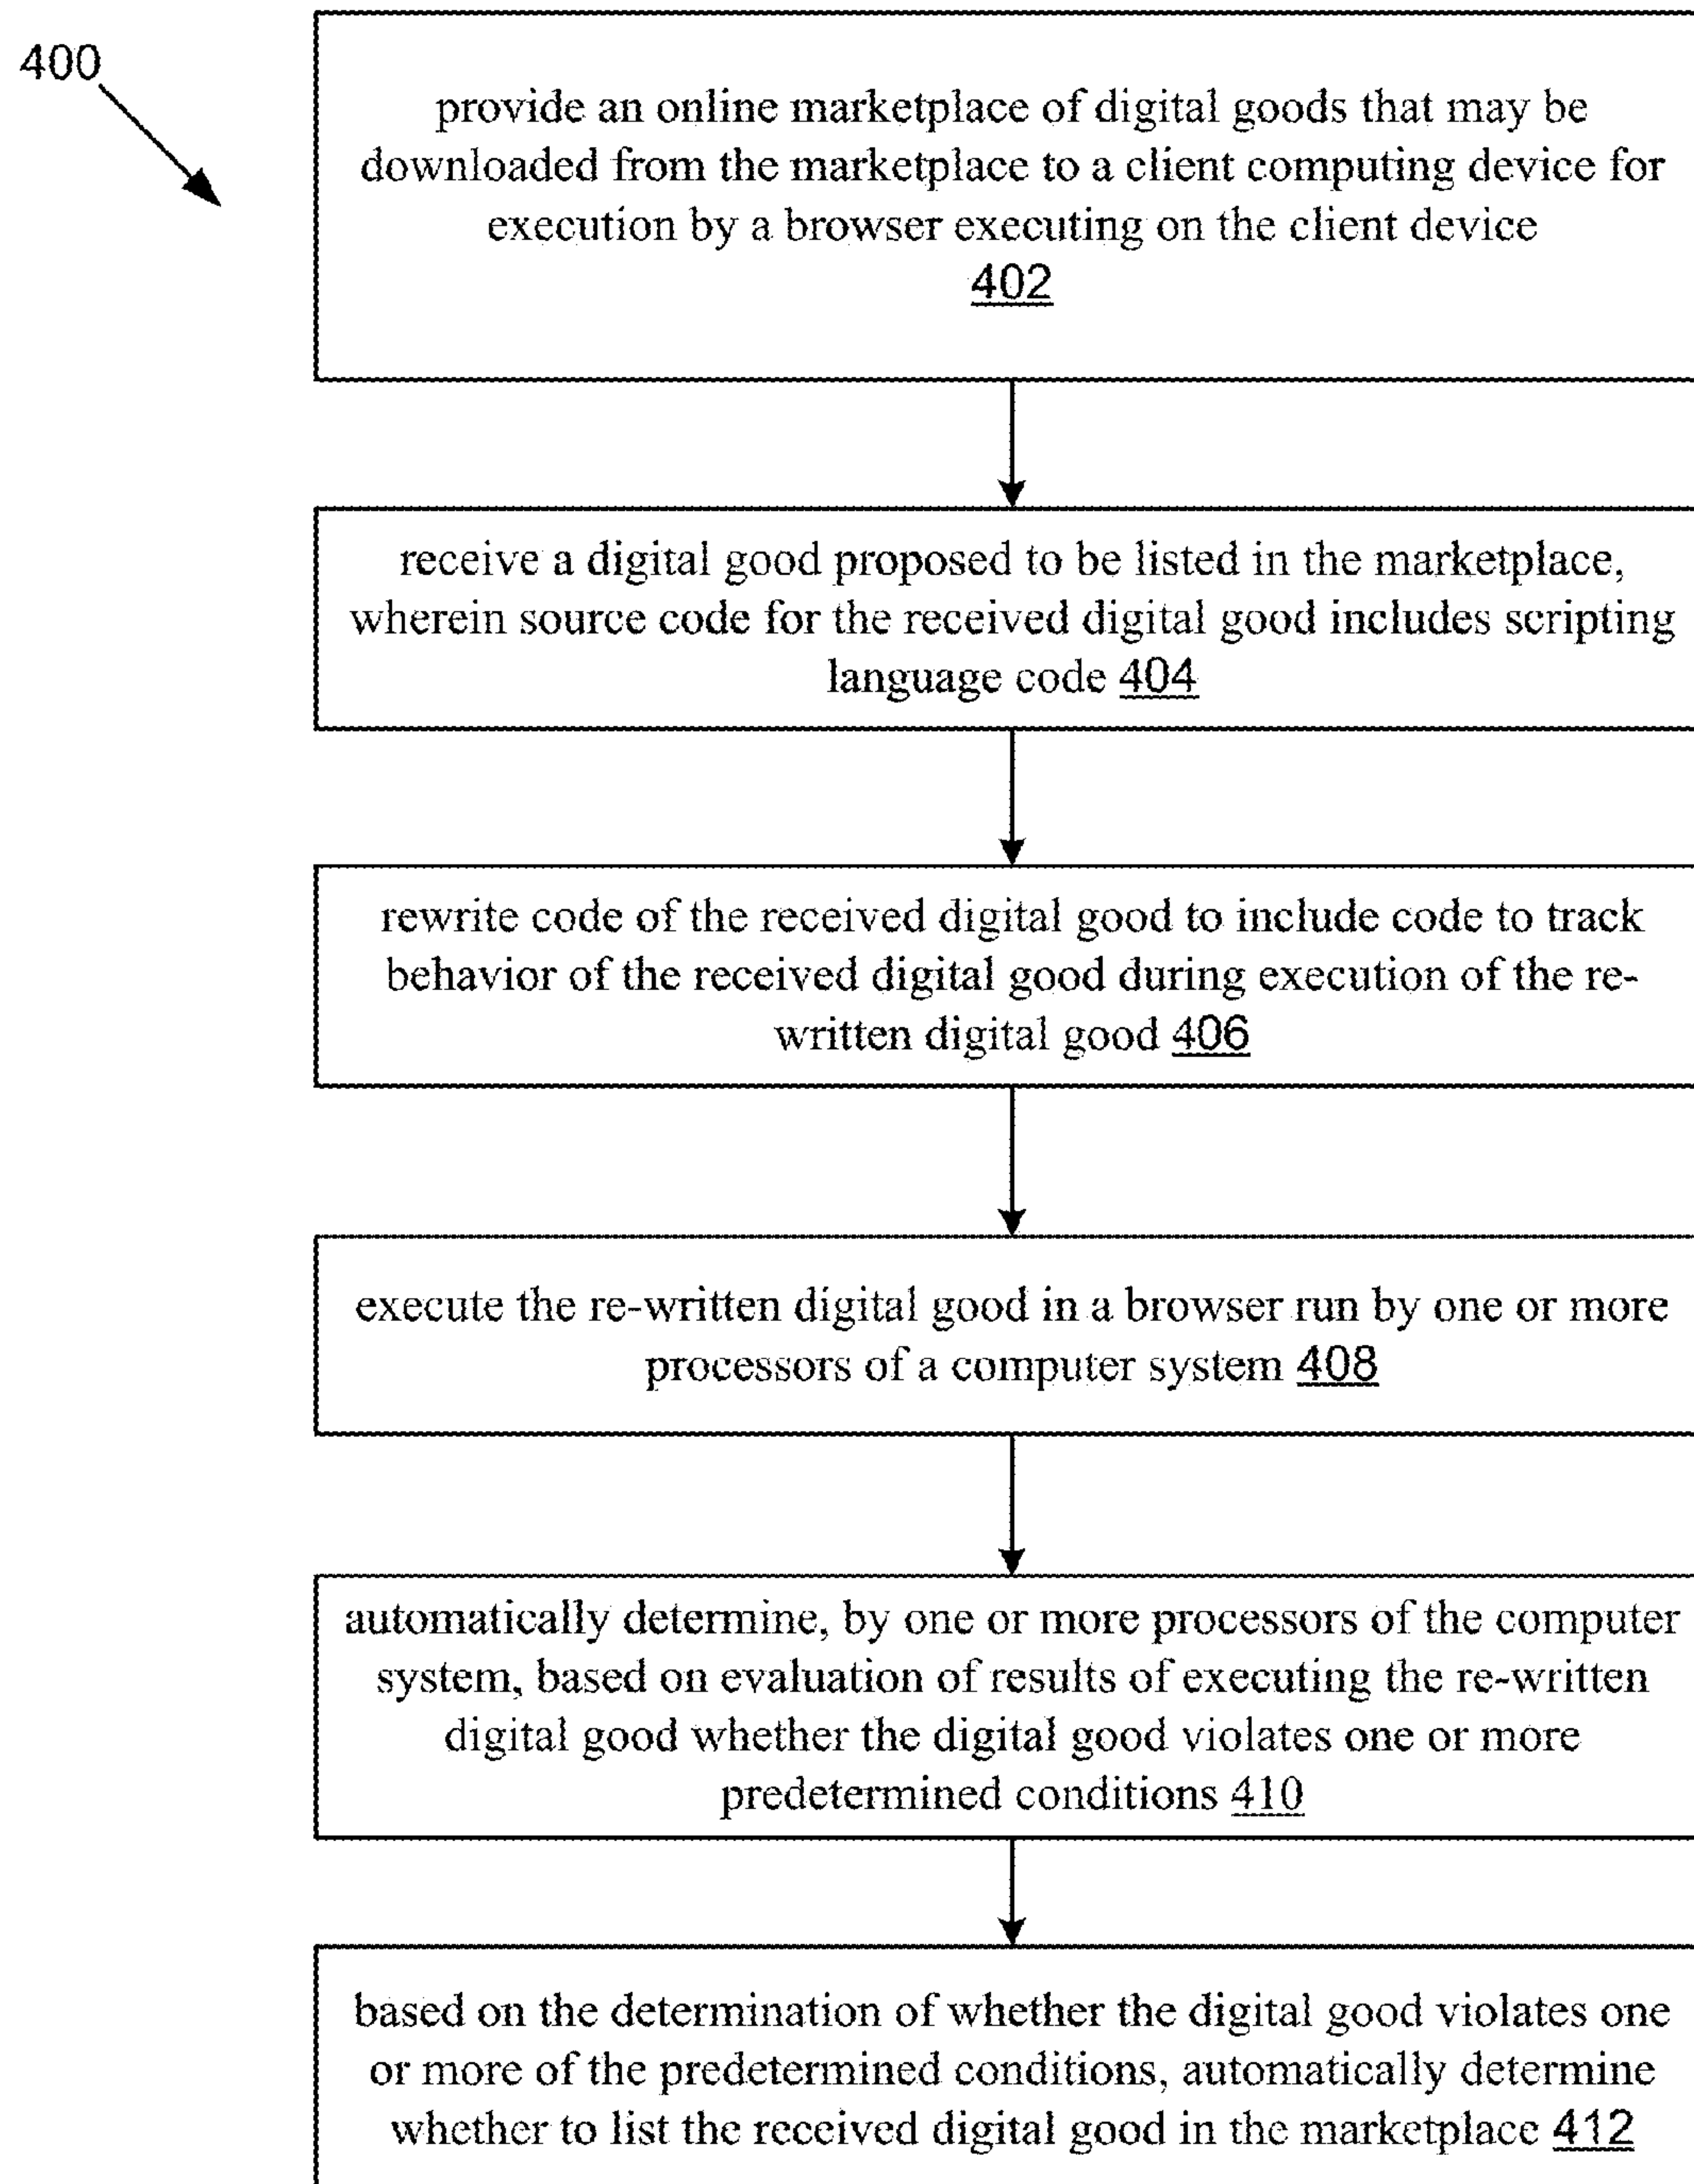 400
provide an online marketplace of digital goods that may be
downloaded from the marketplace to a client computing device for
execution by a browser executing on the client device
402
receive a digital good proposed to be listed in the marketplace,
wherein source code for the received digital good includes scripting
language code 404
rewrite code of the received digital good to include code to track
behavior of the received digital good during execution of the re-
written digital good 406
execute the re-written digital good in a browser run by one or more
processors of a computer system 408
automatically determine, by one or more processors of the computer
system, based on evaluation of results of executing the re-written
digital good whether the digital good violates one or more
predetermined conditions 410
based on the determination of whether the digital good violates one
or more of the predetermined conditions, automatically determine
whether to list the received digital good in the marketplace 412